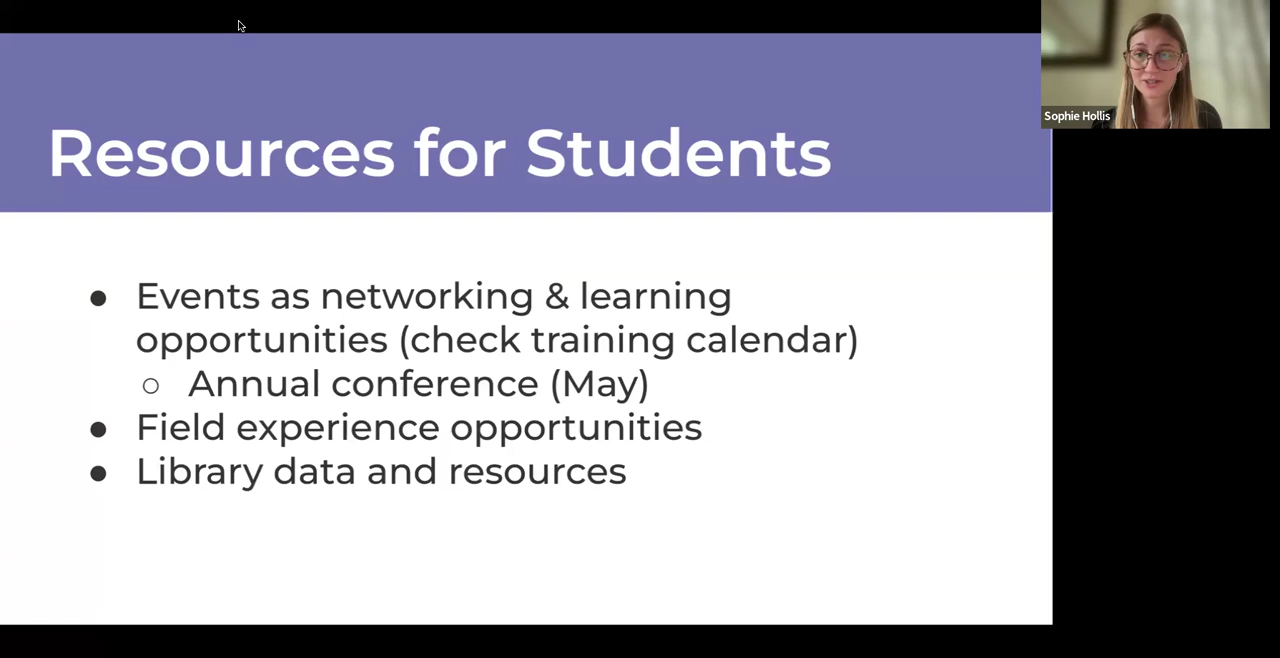 Resources for Students
● Events as networking & learning
opportunities (check training calendar)
○ Annual conference (May)
● Field experience opportunities
● Library data and resources
Sophie Hollis